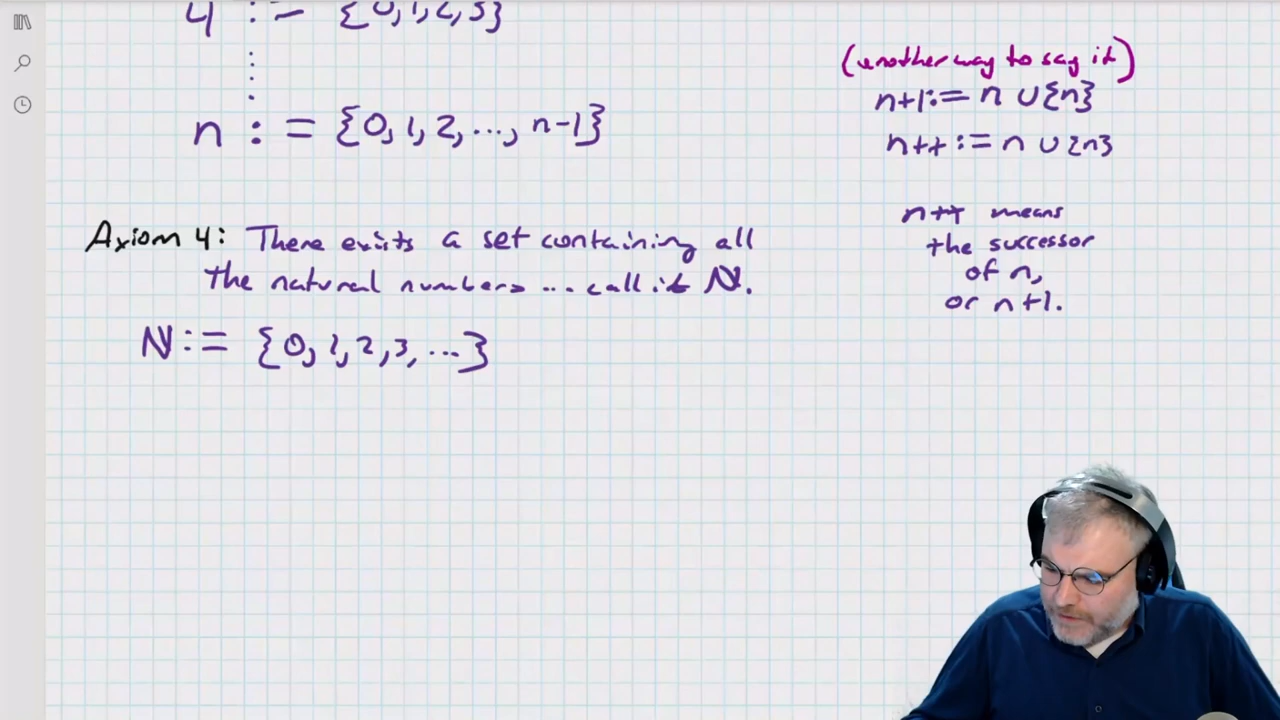 4 := {0, 1, 2, 3}
n := {0, 1, 2, ..., n-1}
(another way to say it)
n+1 := n ∪ {n}
n++ := n ∪ {n}
n++ means
the successor
of n,
or n+1.
Axiom 4: There exists a set containing all
the natural numbers ... call it ℕ.
ℕ := {0, 1, 2, 3, ...}